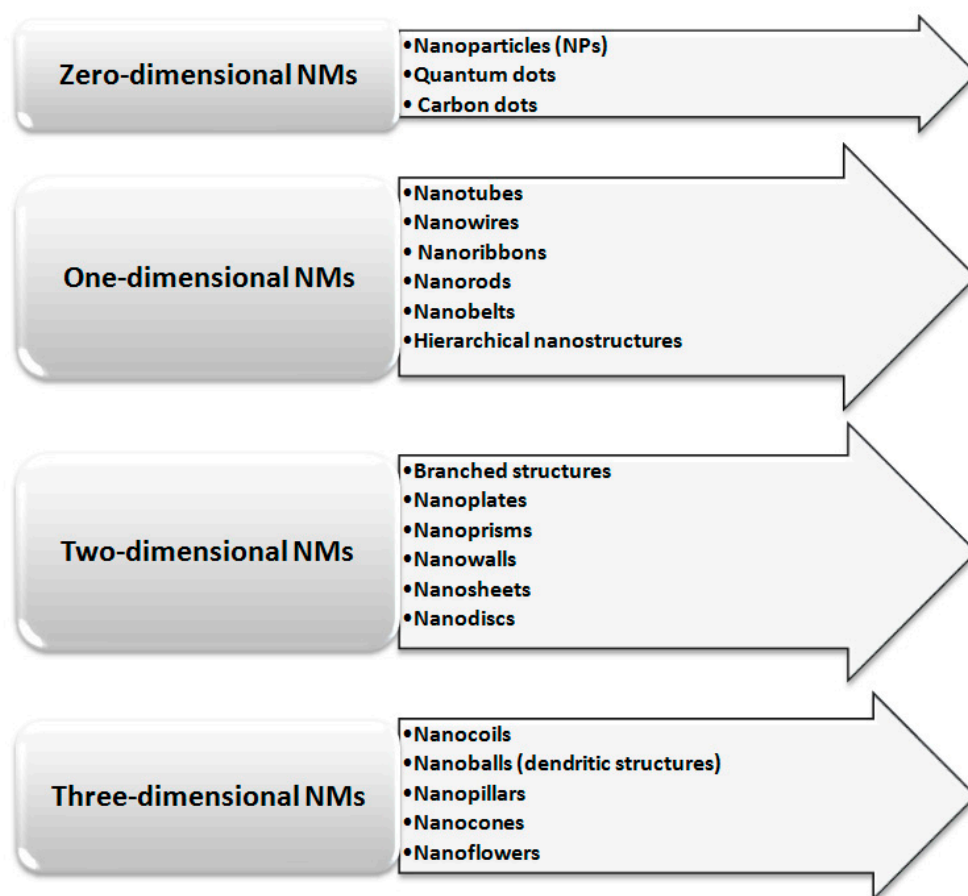 Zero-dimensional NMs
•Nanoparticles (NPs)
•Quantum dots
• Carbon dots
One-dimensional NMs
•Nanotubes
•Nanowires
• Nanoribbons
•Nanorods
•Nanobelts
•Hierarchical nanostructures
Two-dimensional NMs
•Branched structures
•Nanoplates
•Nanoprisms
•Nanowalls
•Nanosheets
•Nanodiscs
Three-dimensional NMs
•Nanocoils
•Nanoballs (dendritic structures)
•Nanopillars
•Nanocones
•Nanoflowers